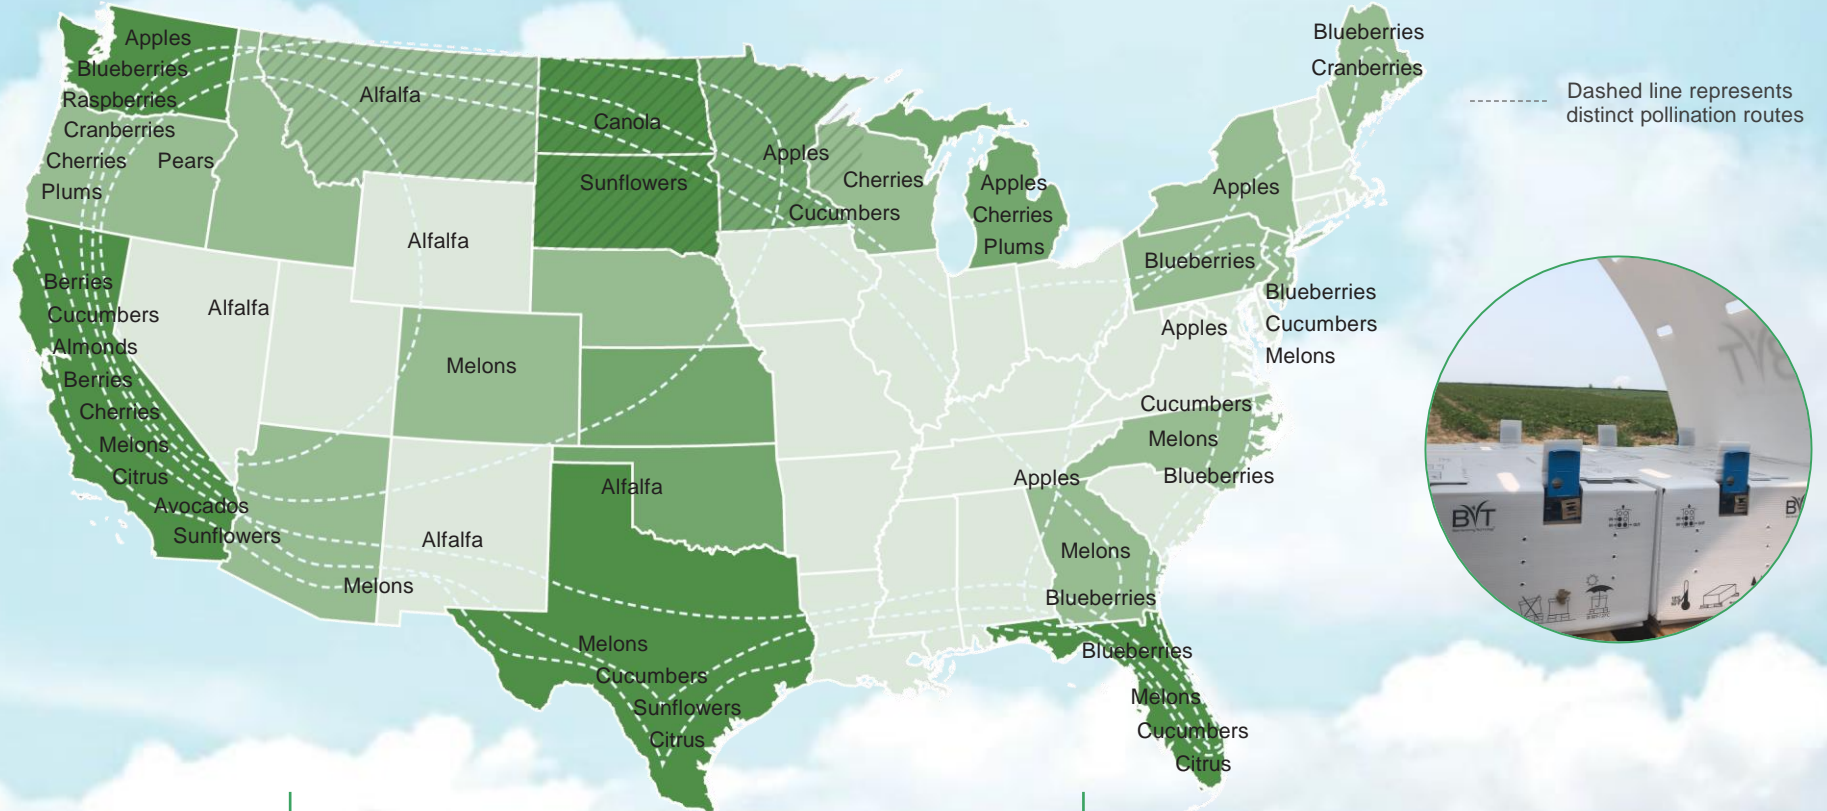 Apples
Blueberries
Raspberries
Cranberries
Cherries Pears
Plums
Berries
Cucumbers
Almonds
Berries
Cherries
Melons
Citrus
Avocados
Sunflowers
Alfalfa
Alfalfa
Alfalfa
Melons
Alfalfa
Melons
Canola
Sunflowers
Alfalfa
Melons
Cucumbers
Sunflowers
Citrus
Apples
Cherries
Cucumbers
Apples
Cherries
Plums
Blueberries
Cranberries
Apples
Blueberries
Blueberries
Cucumbers
Melons
Apples
Cucumbers
Melons
Blueberries
Apples
Melons
Blueberries
Blueberries
Melons
Cucumbers
Citrus
Dashed line represents
distinct pollination routes
BVT